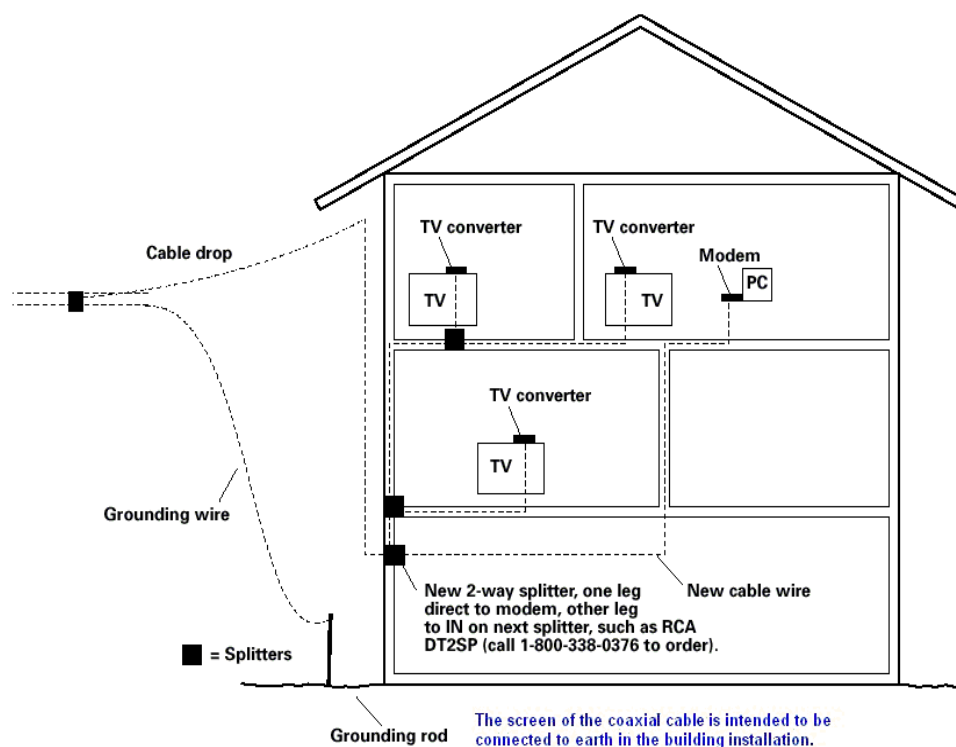 TV converter
TV converter
Cable drop
Modem
PC
TV
TV
TV converter
TV
Grounding wire
New 2-way splitter, one leg
direct to modem, other leg
to IN on next splitter, such as RCA
DT2SP (call 1-800-338-0376 to order).
New cable wire
= Splitters
Grounding rod
The screen of the coaxial cable is intended to be
connected to earth in the building installation.